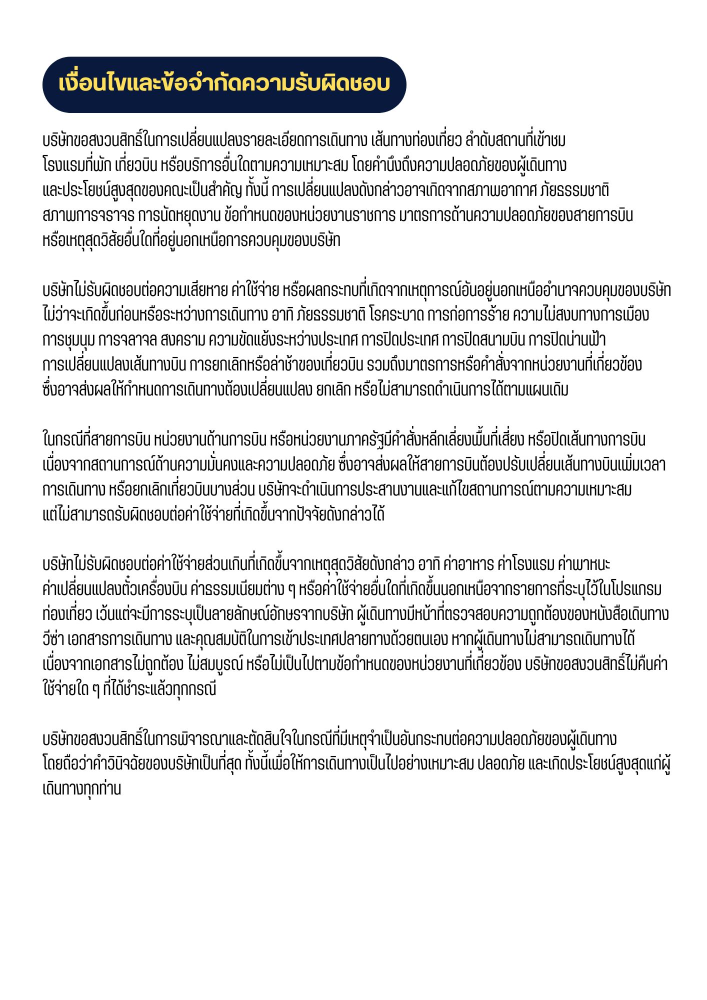 เงื่อนไขและข้อจำกัดความรับผิดชอบ
บริษัทขอสงวนสิทธิ์ในการเปลี่ยนแปลงรายละเอียดการเดินทาง เส้นทางท่องเที่ยว ลำดับสถานที่เข้าชม
โรงแรมที่พัก เที่ยวบิน หรือบริการอื่นใดตามความเหมาะสม โดยคำนึงถึงความปลอดภัยของผู้เดินทาง
และประโยชน์สูงสุดของคณะเป็นสำคัญ ทั้งนี้ การเปลี่ยนแปลงดังกล่าวอาจเกิดจากสภาพอากาศ ภัยธรรมชาติ
สภาพการจราจร การนัดหยุดงาน ข้อกำหนดของหน่วยงานราชการ มาตรการด้านความปลอดภัยของสายการบิน
หรือเหตุสุดวิสัยอื่นใดที่อยู่นอกเหนือการควบคุมของบริษัท
บริษัทไม่รับผิดชอบต่อความเสียหาย ค่าใช้จ่าย หรือผลกระทบที่เกิดจากเหตุการณ์อันอยู่นอกเหนืออำนาจควบคุมของบริษัท
ไม่ว่าจะเกิดขึ้นก่อนหรือระหว่างการเดินทาง อาทิ ภัยธรรมชาติ โรคระบาด การก่อการร้าย ความไม่สงบทางการเมือง
การชุมนุม การจลาจล สงคราม ความขัดแย้งระหว่างประเทศ การปิดประเทศ การปิดสนามบิน การปิดน่านฟ้า
การเปลี่ยนแปลงเส้นทางบิน การยกเลิกหรือล่าช้าของเที่ยวบิน รวมถึงมาตรการหรือคำสั่งจากหน่วยงานที่เกี่ยวข้อง
ซึ่งอาจส่งผลให้กำหนดการเดินทางต้องเปลี่ยนแปลง ยกเลิก หรือไม่สามารถดำเนินการได้ตามแผนเดิม
ในกรณีที่สายการบิน หน่วยงานด้านการบิน หรือหน่วยงานภาครัฐมีคำสั่งหลีกเลี่ยงพื้นที่เสี่ยง หรือปิดเส้นทางการบิน
เนื่องจากสถานการณ์ด้านความมั่นคงและความปลอดภัย ซึ่งอาจส่งผลให้สายการบินต้องปรับเปลี่ยนเส้นทางบินเพิ่มเวลา
การเดินทาง หรือยกเลิกเที่ยวบินบางส่วน บริษัทจะดำเนินการประสานงานและแก้ไขสถานการณ์ตามความเหมาะสม
แต่ไม่สามารถรับผิดชอบต่อค่าใช้จ่ายที่เกิดขึ้นจากปัจจัยดังกล่าวได้
บริษัทไม่รับผิดชอบต่อค่าใช้จ่ายส่วนเกินที่เกิดขึ้นจากเหตุสุดวิสัยดังกล่าว อาทิ ค่าอาหาร ค่าโรงแรม ค่าพาหนะ
ค่าเปลี่ยนแปลงตั๋วเครื่องบิน ค่าธรรมเนียมต่าง ๆ หรือค่าใช้จ่ายอื่นใดที่เกิดขึ้นนอกเหนือจากรายการที่ระบุไว้ในโปรแกรม
ท่องเที่ยว เว้นแต่จะมีการระบุเป็นลายลักษณ์อักษรจากบริษัท ผู้เดินทางมีหน้าที่ตรวจสอบความถูกต้องของหนังสือเดินทาง
วีซ่า เอกสารการเดินทาง และคุณสมบัติในการเข้าประเทศปลายทางด้วยตนเอง หากผู้เดินทางไม่สามารถเดินทางได้
เนื่องจากเอกสารไม่ถูกต้อง ไม่สมบูรณ์ หรือไม่เป็นไปตามข้อกำหนดของหน่วยงานที่เกี่ยวข้อง บริษัทขอสงวนสิทธิ์ไม่คืนค่า
ใช้จ่ายใด ๆ ที่ได้ชำระแล้วทุกกรณี
บริษัทขอสงวนสิทธิ์ในการพิจารณาและตัดสินใจในกรณีที่มีเหตุจำเป็นอันกระทบต่อความปลอดภัยของผู้เดินทาง
โดยถือว่าคำวินิจฉัยของบริษัทเป็นที่สุด ทั้งนี้เพื่อให้การเดินทางเป็นไปอย่างเหมาะสม ปลอดภัย และเกิดประโยชน์สูงสุดแก่ผู้
เดินทางทุกท่าน